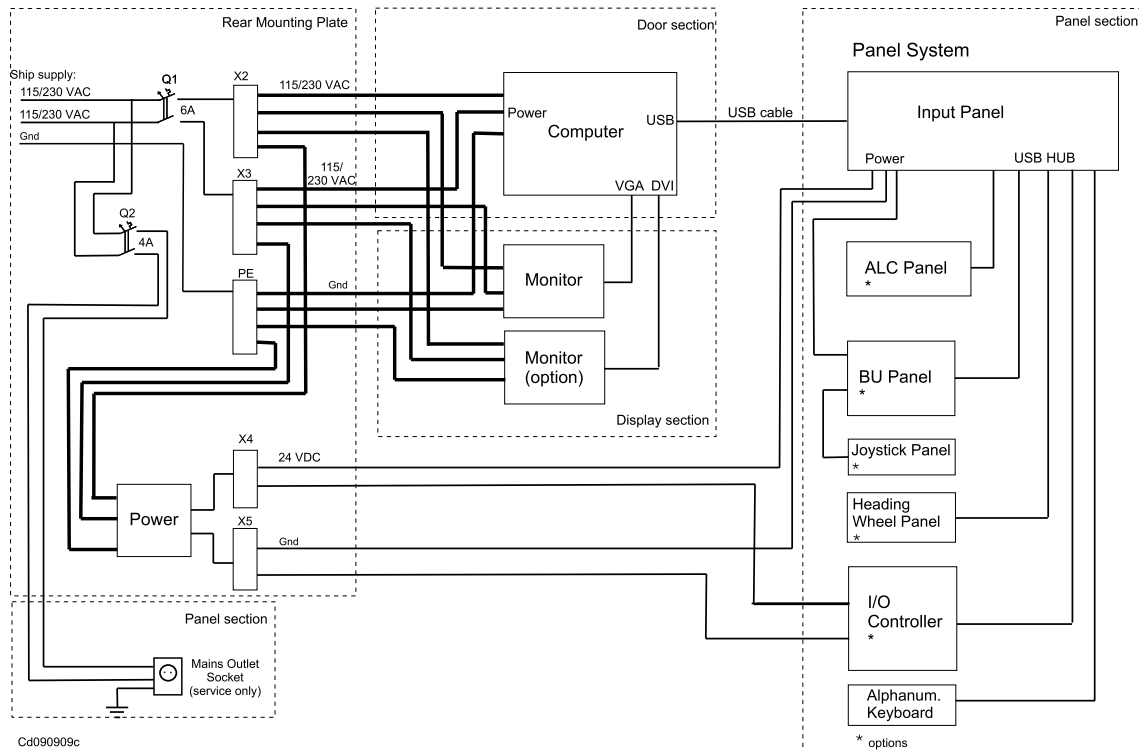 Rear Mounting Plate
Door section
Panel section
Ship supply:
115/230 VAC
115/230 VAC
Gnd
Q1
6A
X2
115/230 VAC
X3
115/
230 VAC
Q2
4A
PE
Gnd
Power
Computer
USB
VGA DVI
USB cable
Panel System
Input Panel
Power
USB HUB
Monitor
Monitor
(option)
Display section
ALC Panel
*
BU Panel
*
Joystick Panel
*
Heading
Wheel Panel
*
I/O
Controller
*
Alphanum.
Keyboard
* options
X4
24 VDC
Power
X5
Gnd
Panel section
Mains Outlet
Socket
(service only)
Cd090909c